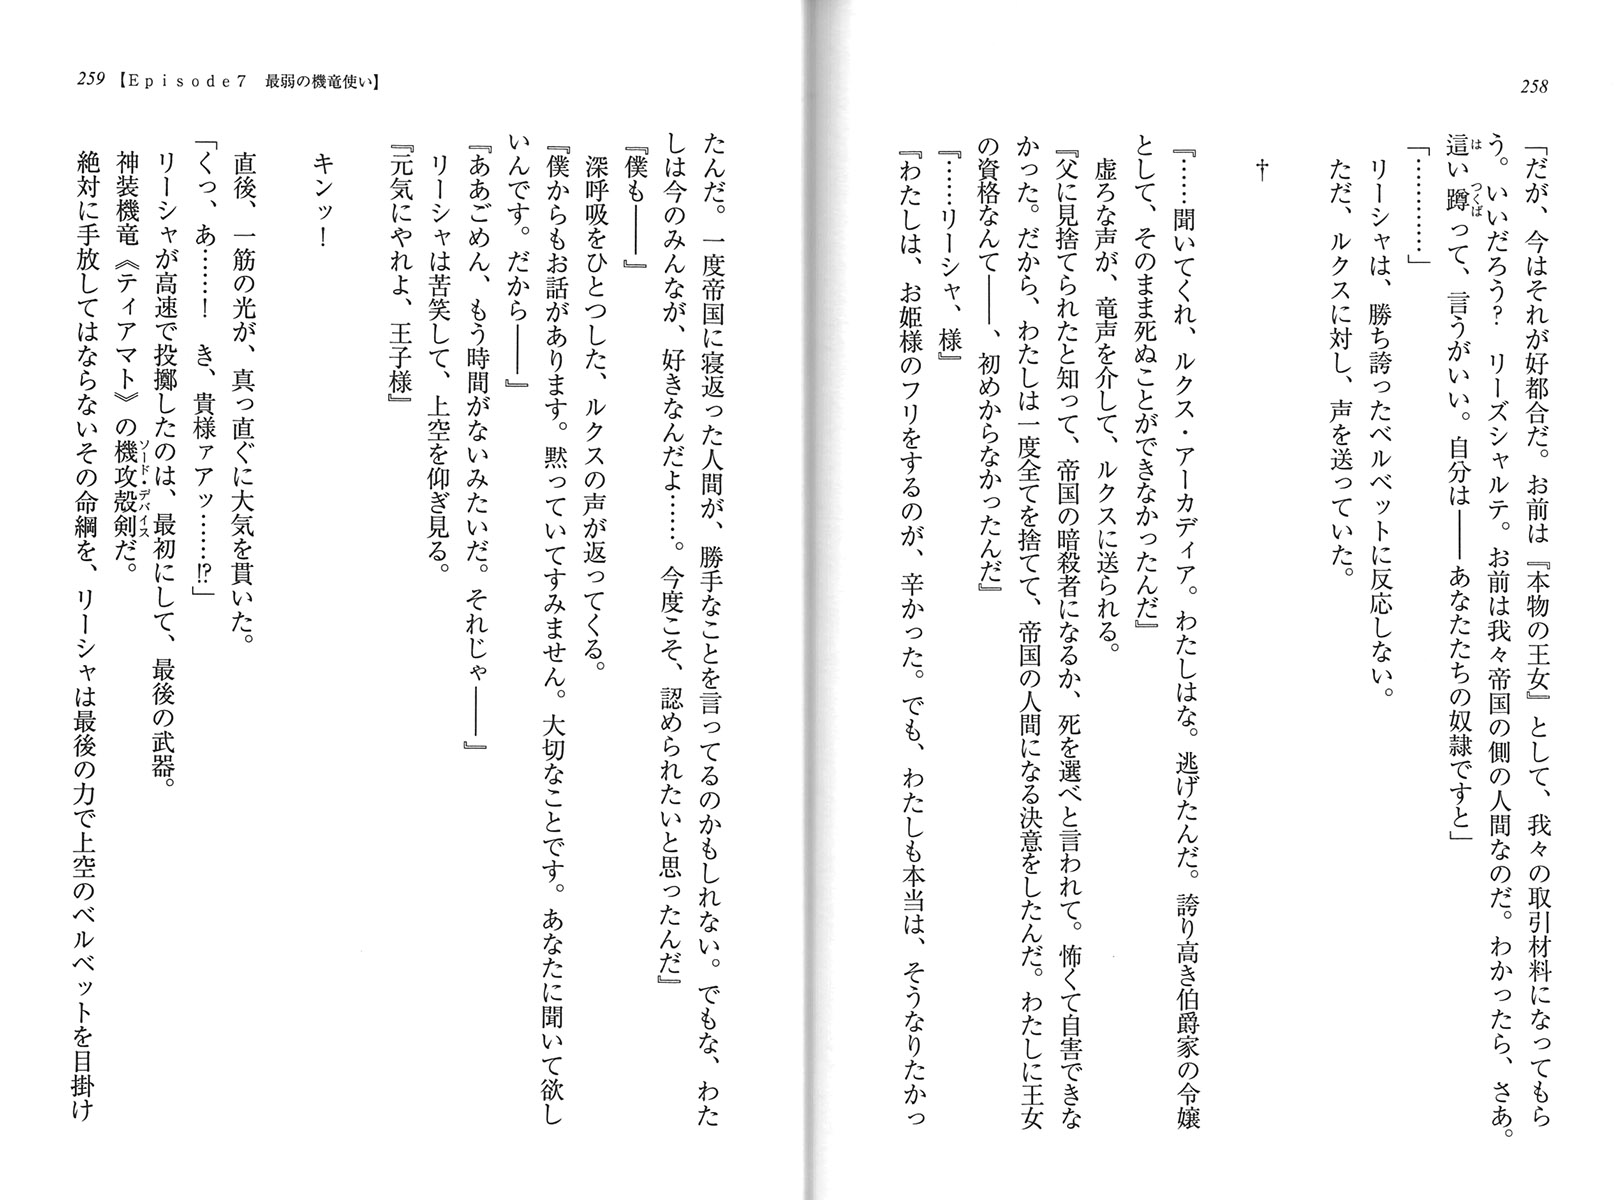 258
「だが、今はそれが好都合だ。お前は『本物の王女』として、我々の取引材料になってもら
う。いいだろう？　リーズシャルテ。お前は我々帝国の側の人間なのだ。わかったら、さあ。
這い蹲って、言うがいい。自分は――あなたたちの奴隷ですと」
は
つくば
「…………」
リーシャは、勝ち誇ったベルベットに反応しない。
ただ、ルクスに対し、声を送っていた。
†
『……聞いてくれ、ルクス・アーカディア。わたしはな。逃げたんだ。誇り高き伯爵家の令嬢
として、そのまま死ぬことができなかったんだ』
虚ろな声が、竜声を介して、ルクスに送られる。
『父に見捨てられたと知って、帝国の暗殺者になるか、死を選べと言われて。怖くて自害できな
かった。だから、わたしは一度全てを捨てて、帝国の人間になる決意をしたんだ。わたしに王女
の資格なんて――、初めからなかったんだ』
『……リーシャ、様』
『わたしは、お姫様のフリをするのが、辛かった。でも、わたしも本当は、そうなりたかっ
259【Episode7　最弱の機竜使い】
たんだ。一度帝国に寝返った人間が、勝手なことを言ってるのかもしれない。でもな、わた
しは今のみんなが、好きなんだよ……。今度こそ、認められたいと思ったんだ』
『僕も――』
深呼吸をひとつした、ルクスの声が返ってくる。
『僕からもお話があります。黙っていてすみません。大切なことです。あなたに聞いて欲し
いんです。だから――』
『ああごめん、もう時間がないみたいだ。それじゃ――』
リーシャは苦笑して、上空を仰ぎ見る。
『元気にやれよ、王子様』
キンッ！
直後、一筋の光が、真っ直ぐに大気を貫いた。
「くっ、あ……！　き、貴様ァアッ……!?」
リーシャが高速で投擲したのは、最初にして、最後の武器。
神装機竜《ティアマト》の機攻殻剣だ。
ソード・デバイス
絶対に手放してはならないその命綱を、リーシャは最後の力で上空のベルベットを目掛け